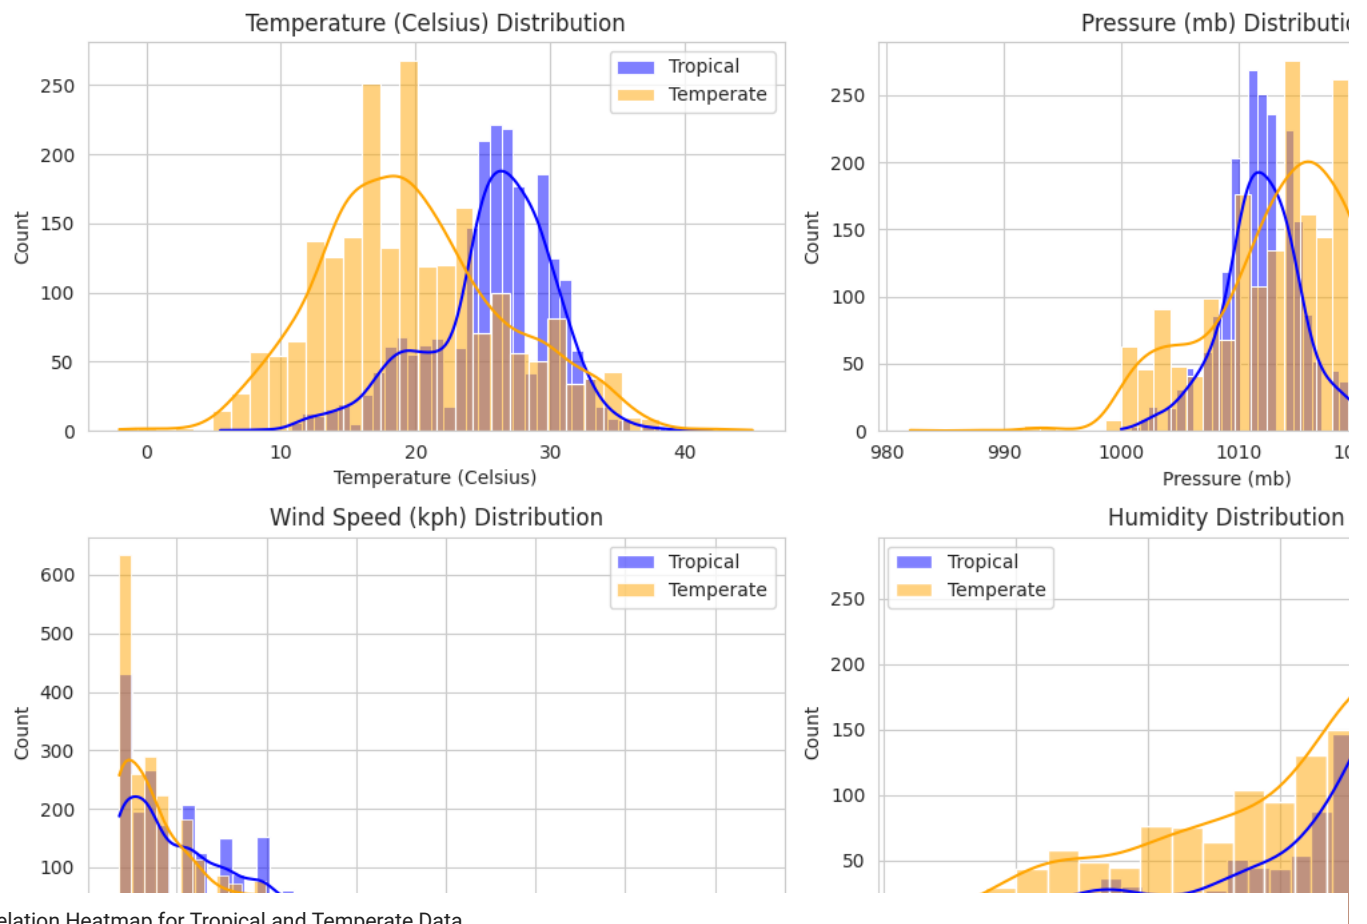 Temperature (Celsius) Distribution
Tropical
Temperate
250
200
150
100
50
0
Count
0 10 20 30 40
Temperature (Celsius)
Pressure (mb)
250
200
150
100
50
0
Count
980 990 1000 1010
Pressure (mb)
Wind Speed (kph) Distribution
Tropical
Temperate
600
500
400
300
200
100
Count
Humidity Distribution
Tropical
Temperate
250
200
150
100
50
Count
elation Heatmap for Tropical and Temperate Data